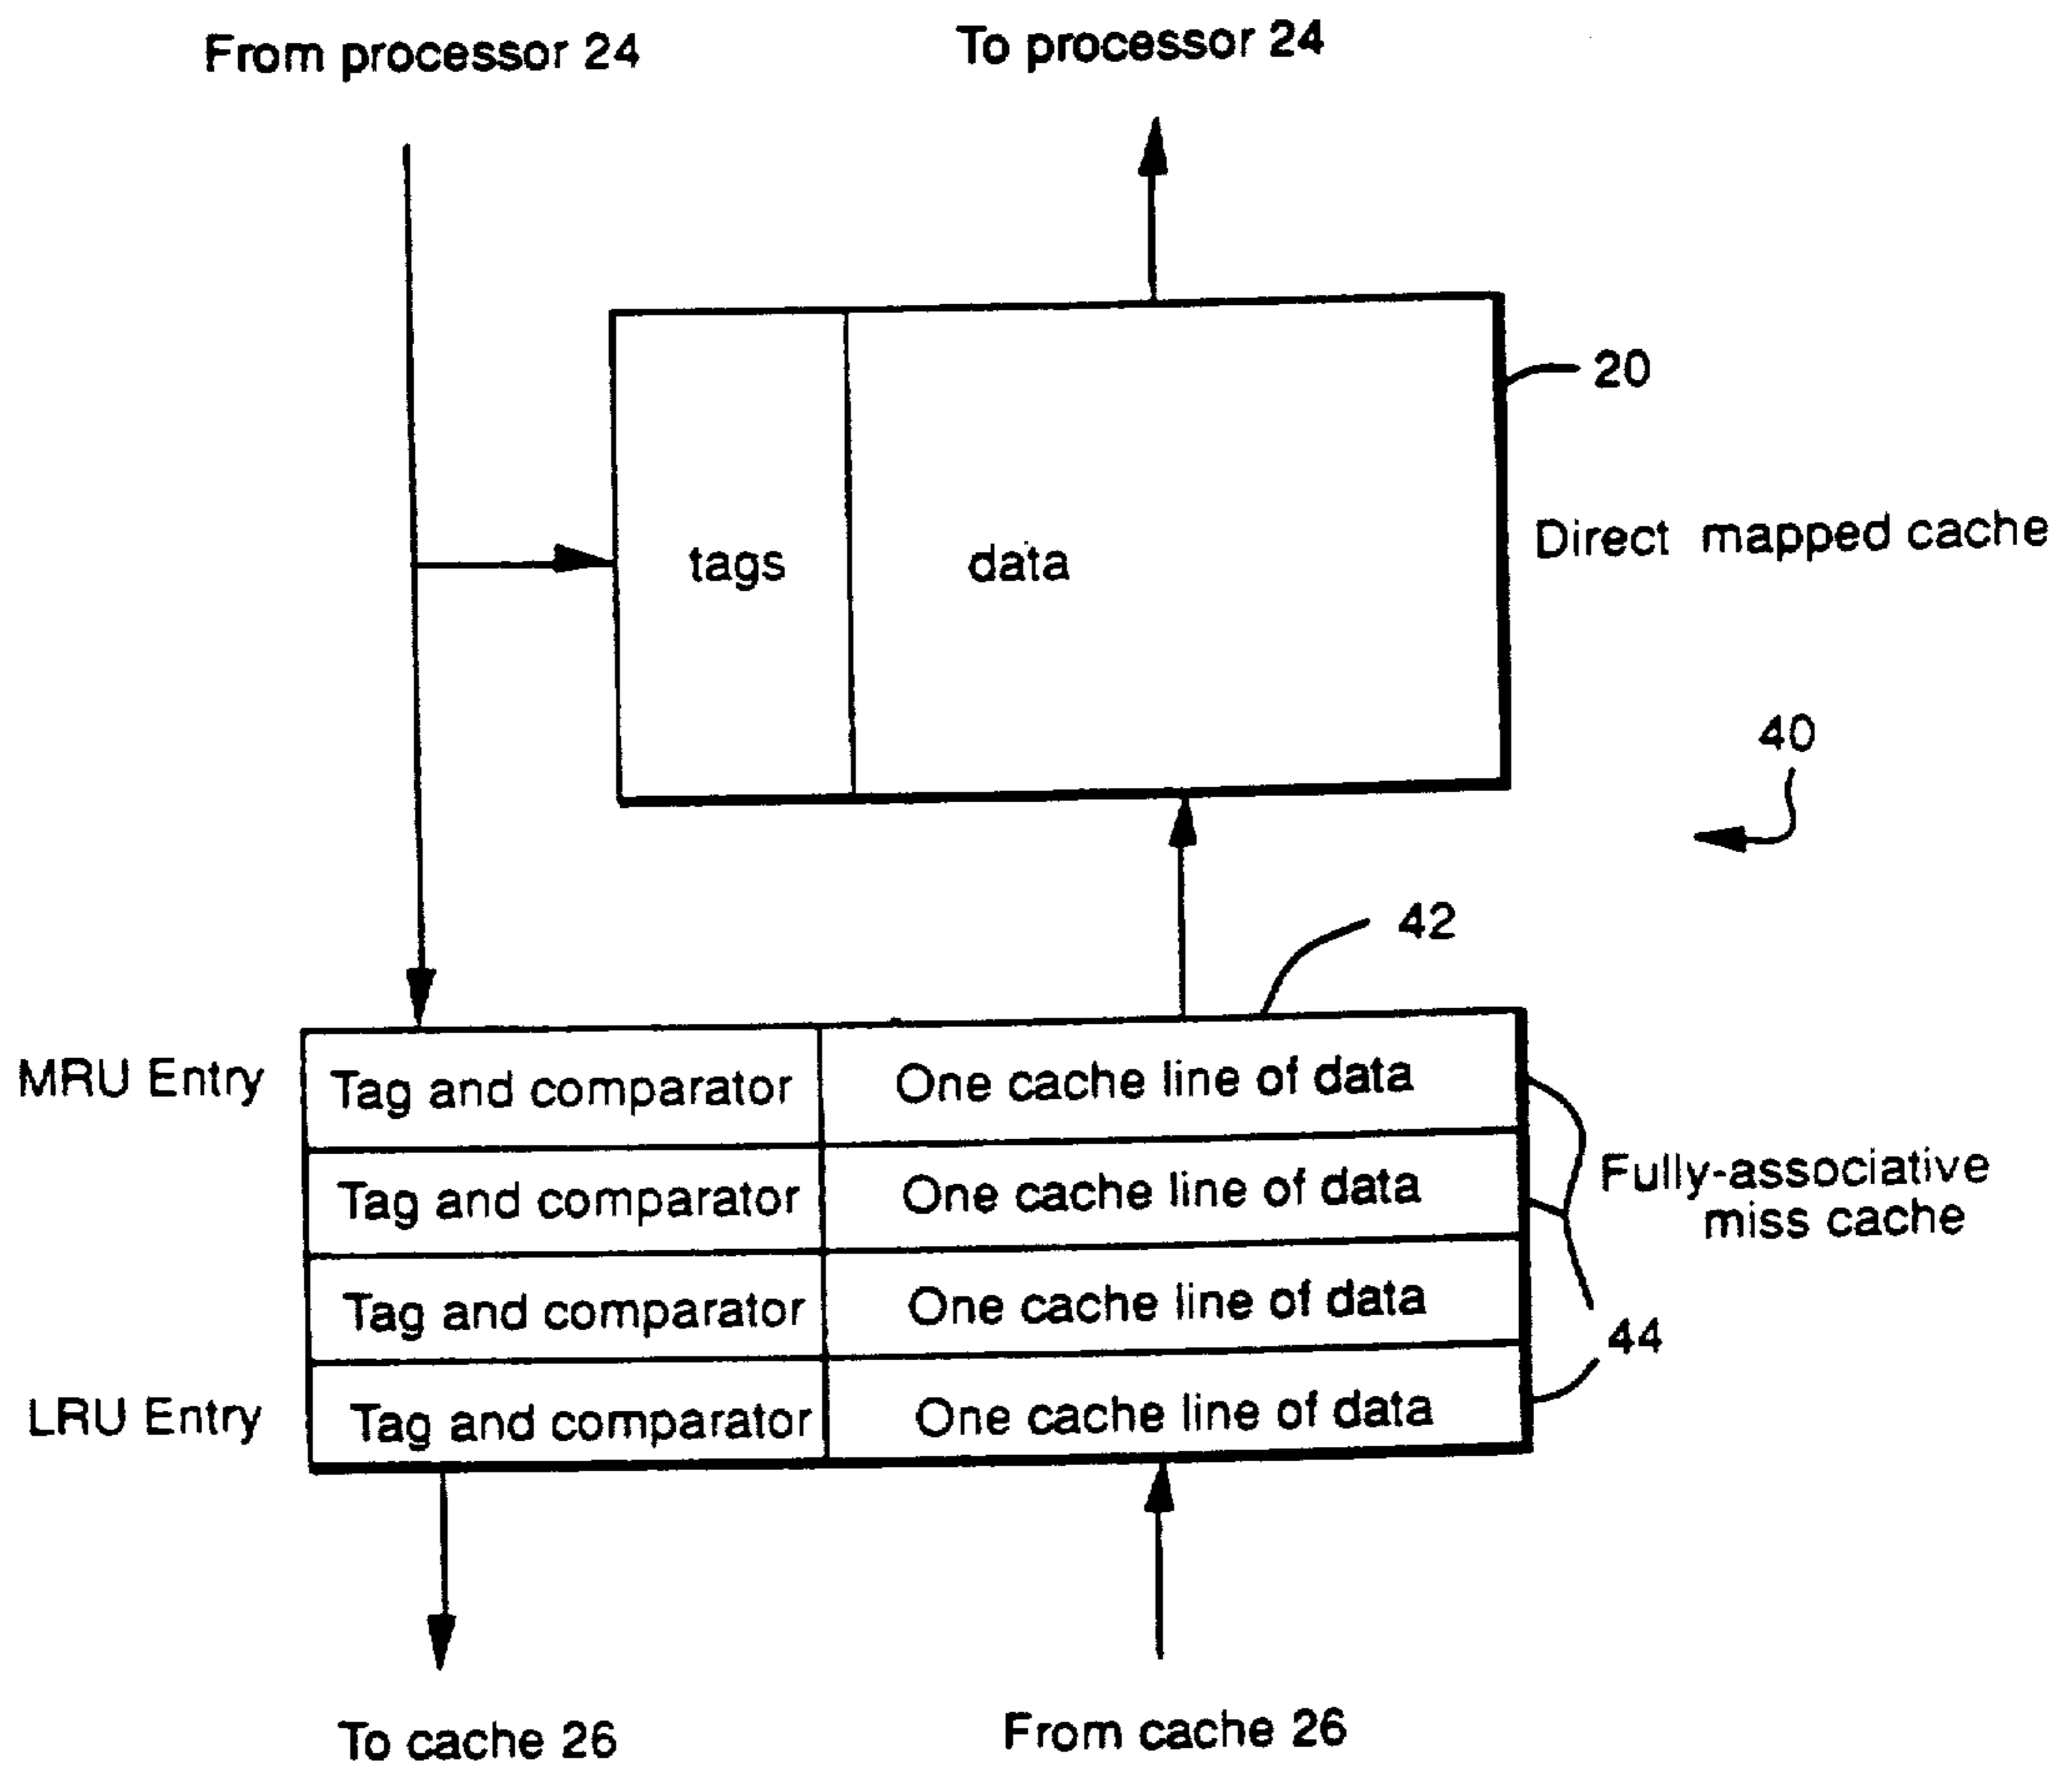 From processor 24
To processor 24
20
tags
data
Direct mapped cache
40
42
MRU Entry
Tag and comparator
One cache line of data
Tag and comparator
One cache line of data
Fully-associative
miss cache
Tag and comparator
One cache line of data
44
LRU Entry
Tag and comparator
One cache line of data
To cache 26
From cache 26